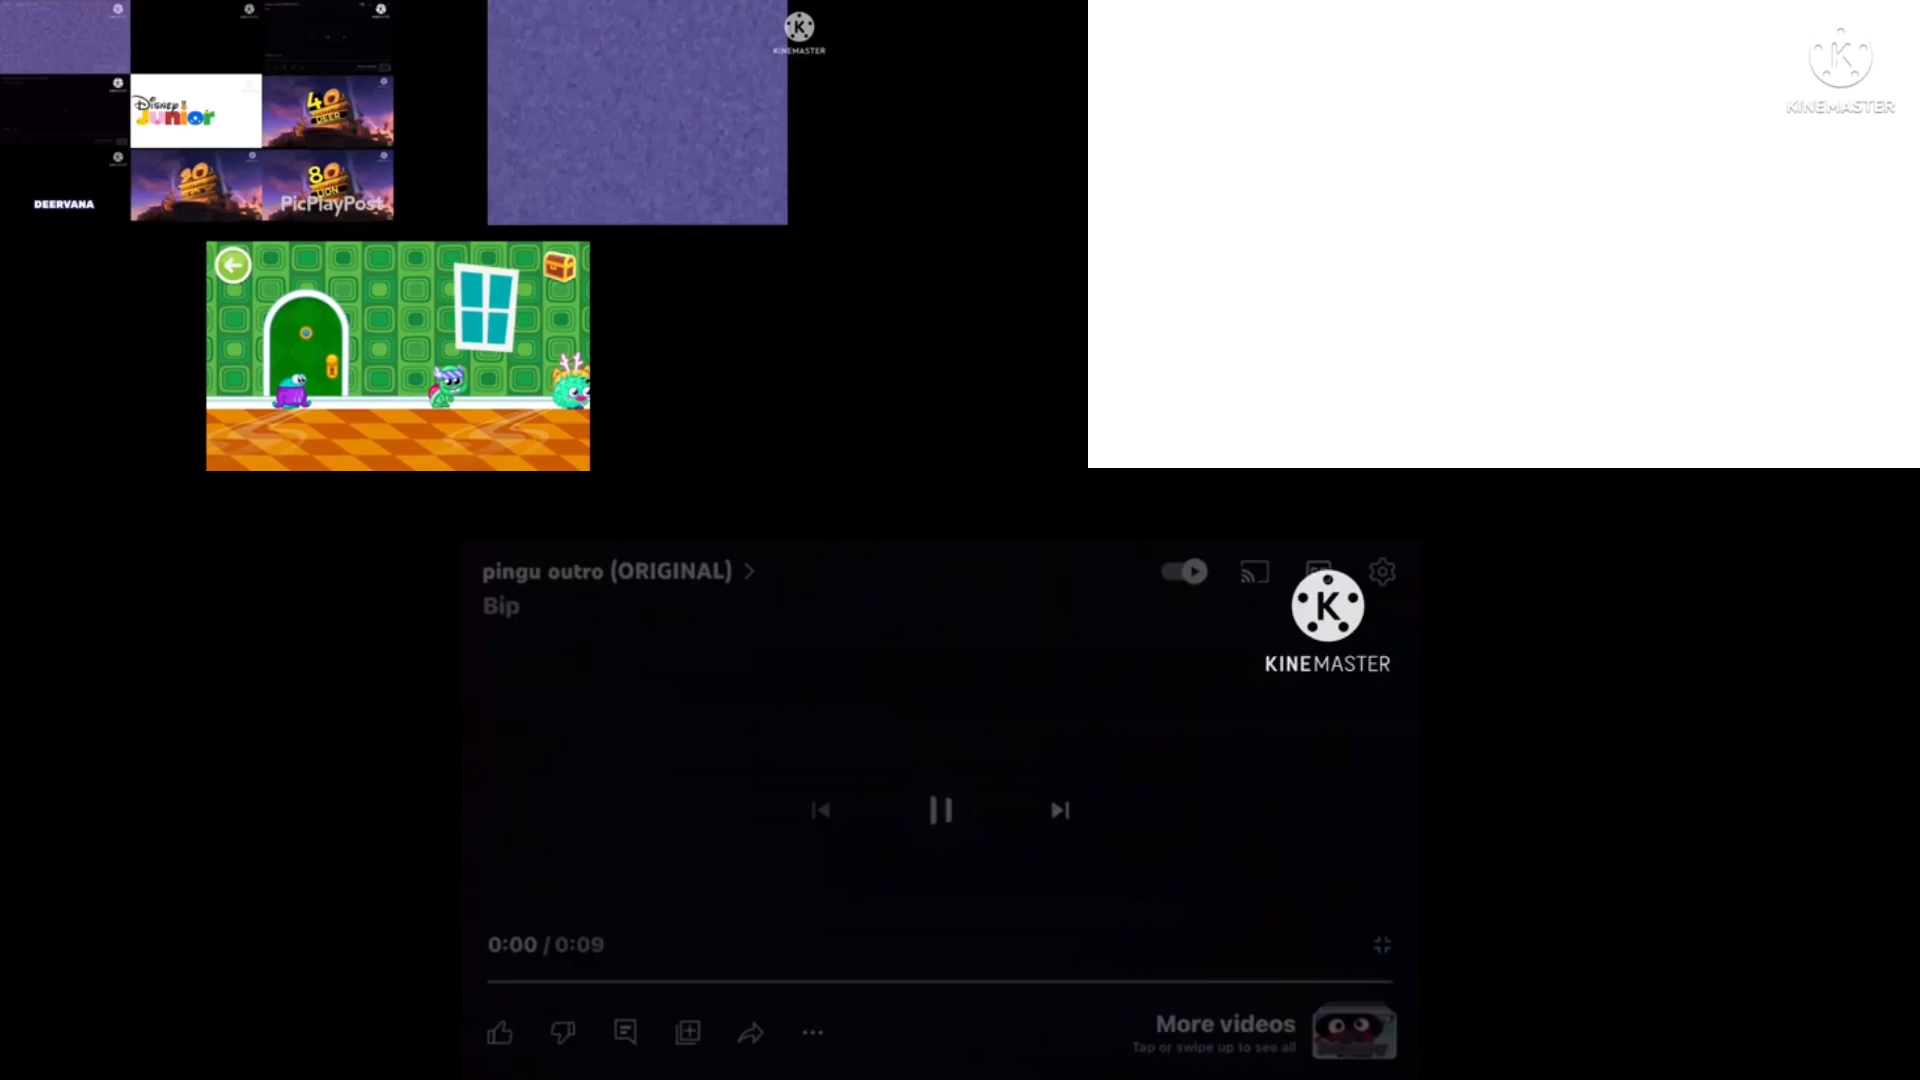 KINEMASTER
KINEMASTER
DISNEY
Junior
40
DEER
DEERVANA
80
LION
PicPlayPost
pingu outro (ORIGINAL)
Bip
KINEMASTER
0:00 / 0:09
More videos
Tap or swipe up to see all